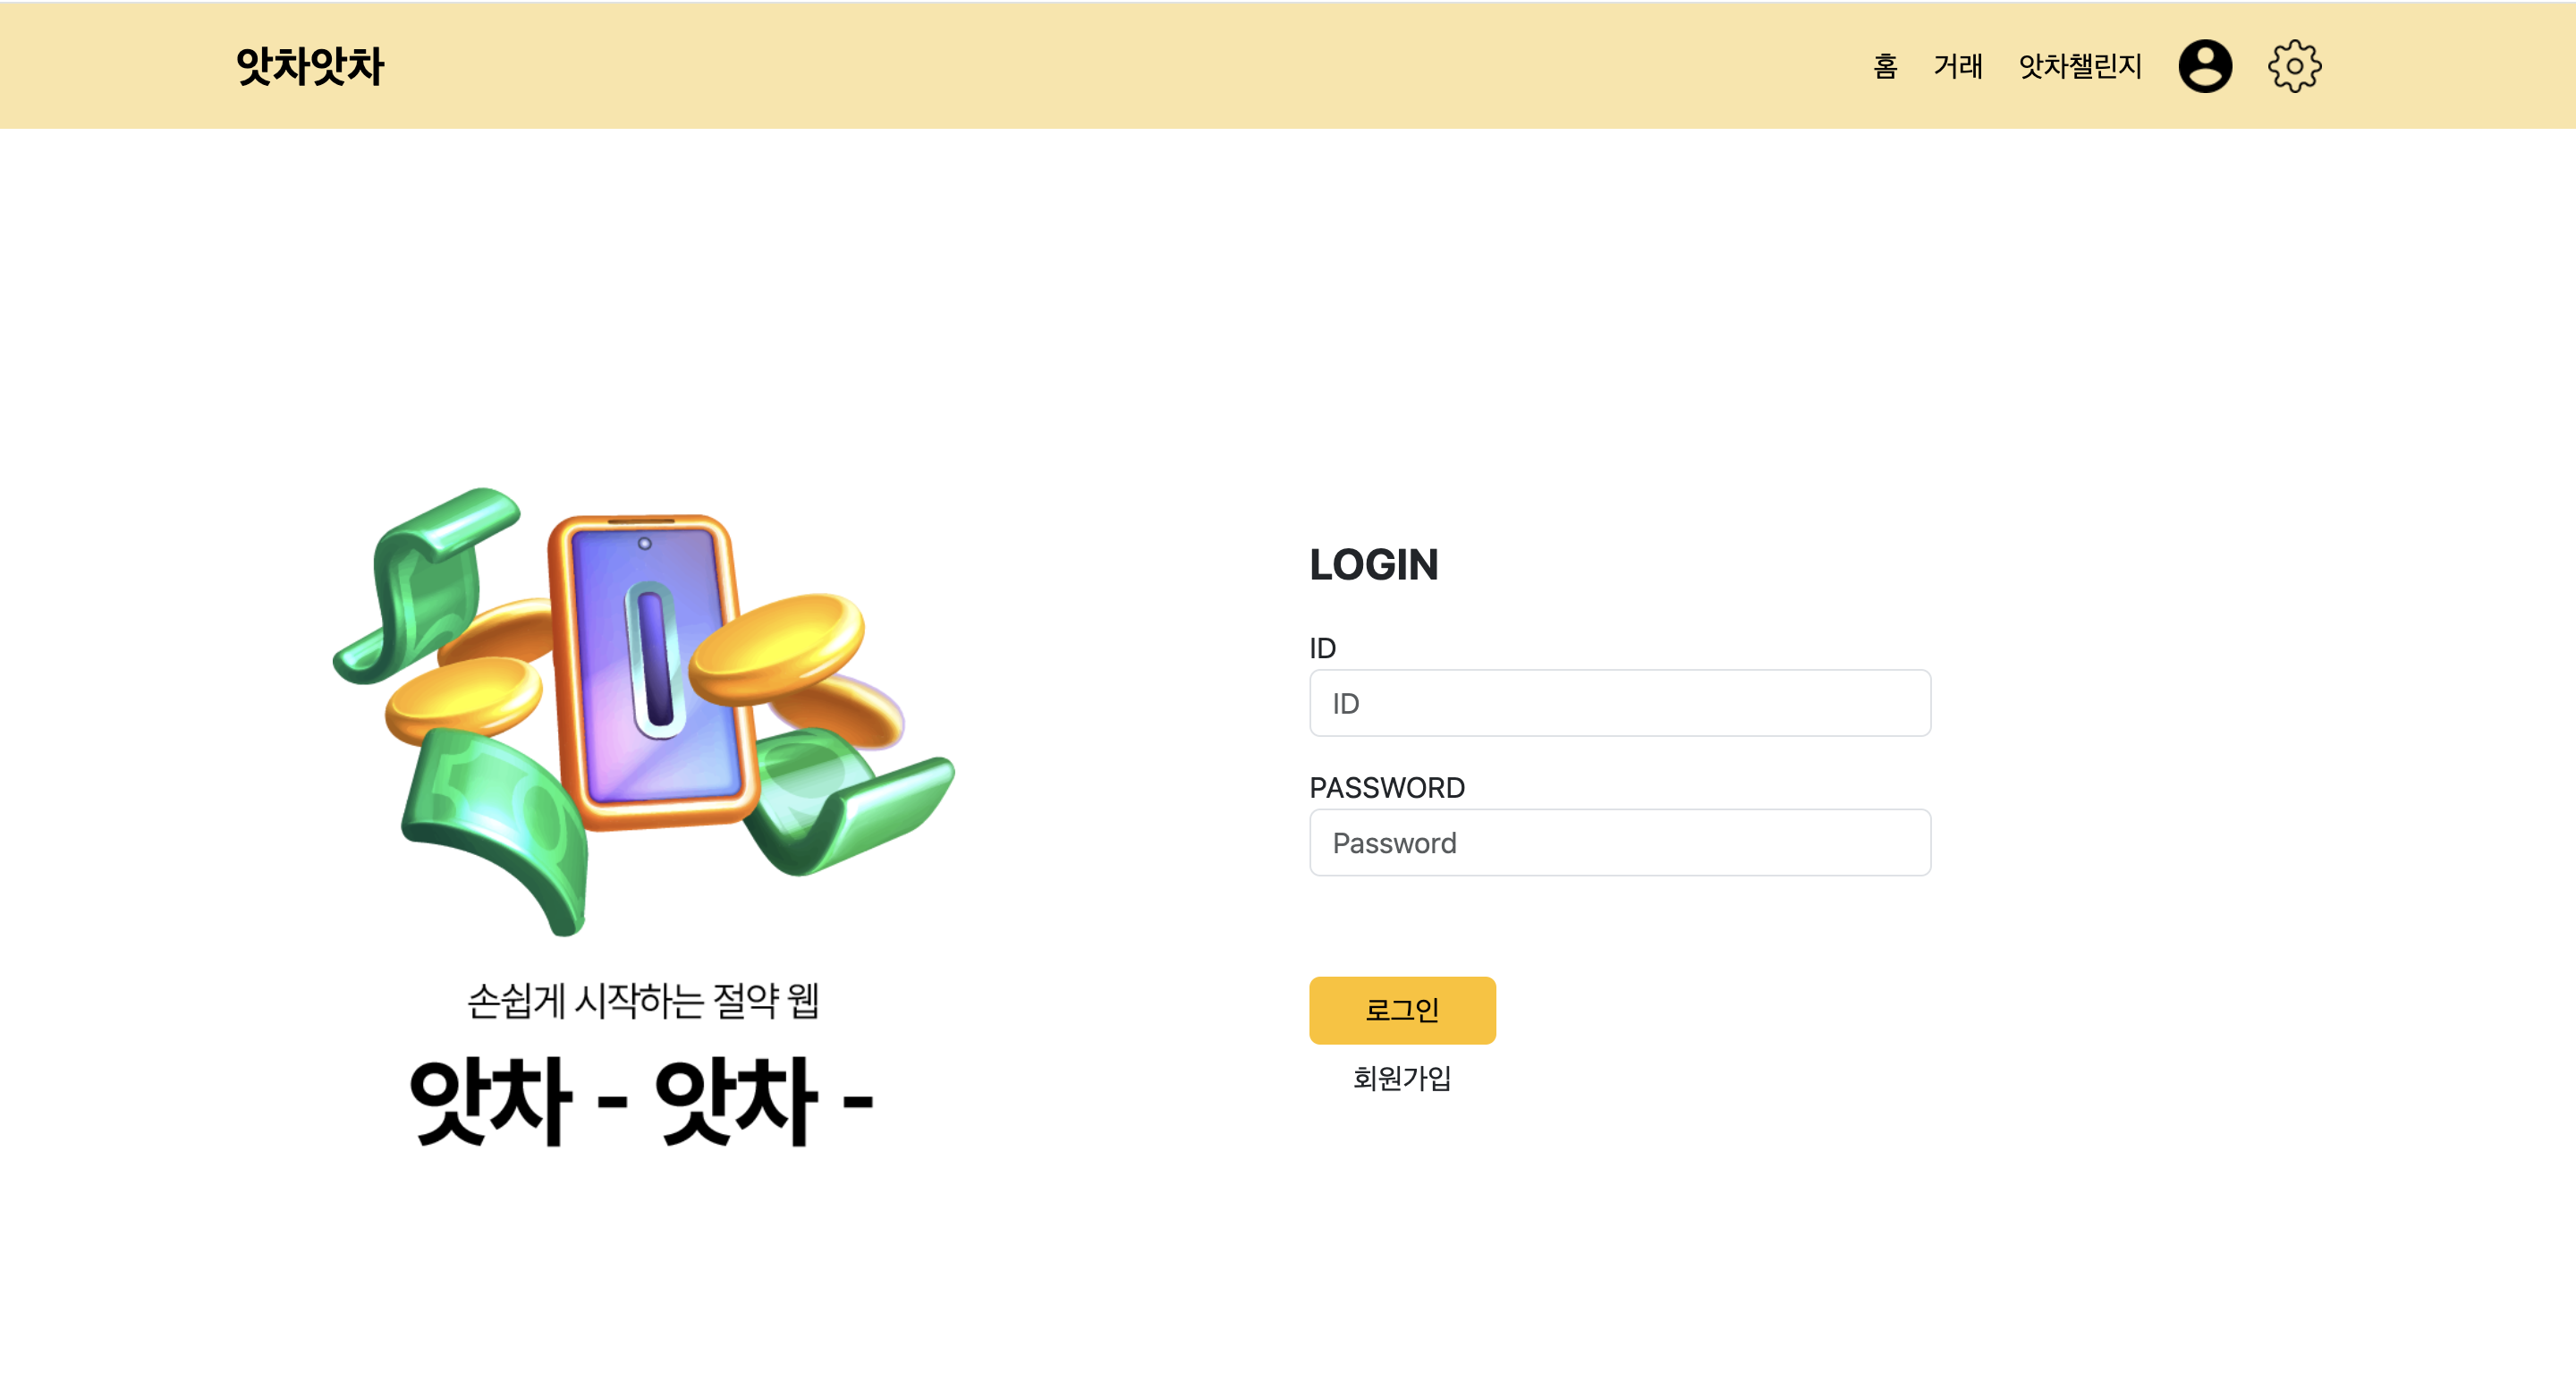 앗차앗차
홈 거래 앗차챌린지
손쉽게 시작하는 절약 웹
앗차 - 앗차 -
LOGIN
ID
ID
PASSWORD
Password
로그인
회원가입